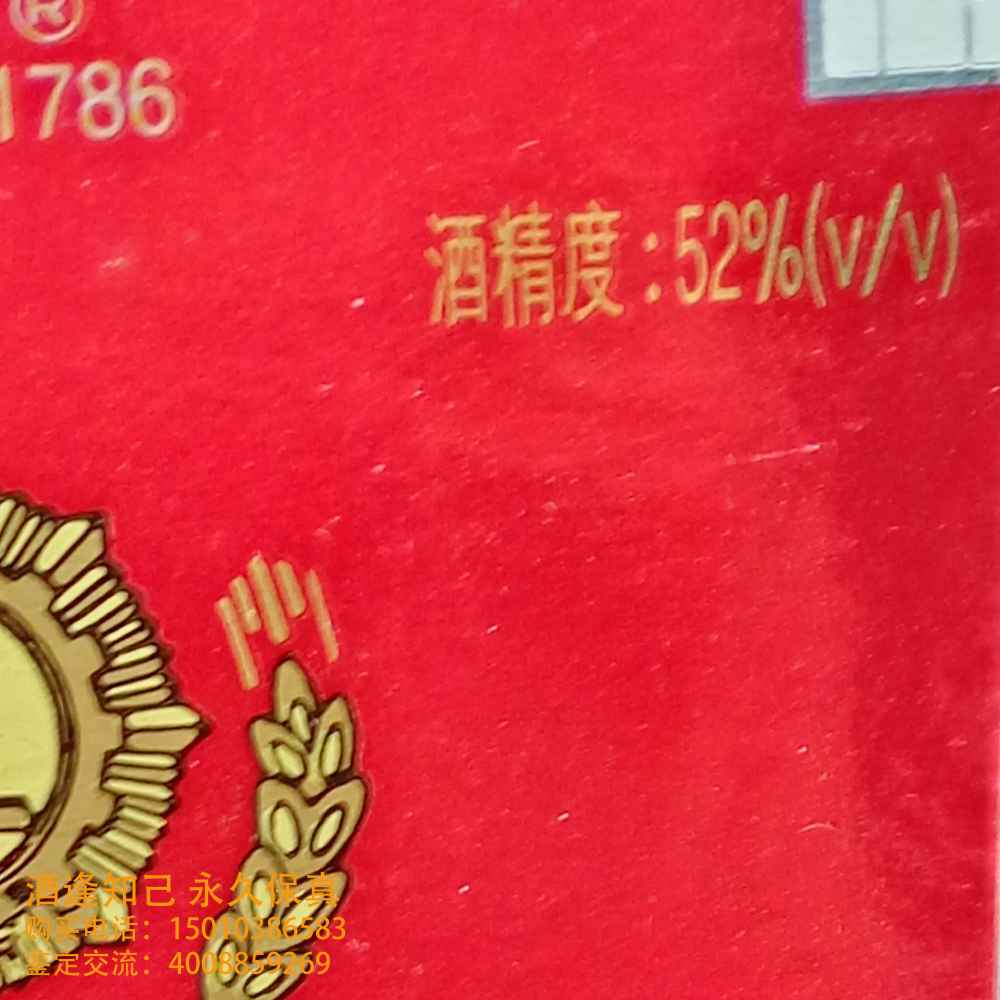 ®
1786
酒精度：52%(v/v)
酒逢知己 永久保真
购买电话：15010386583
鉴定交流：4008859269